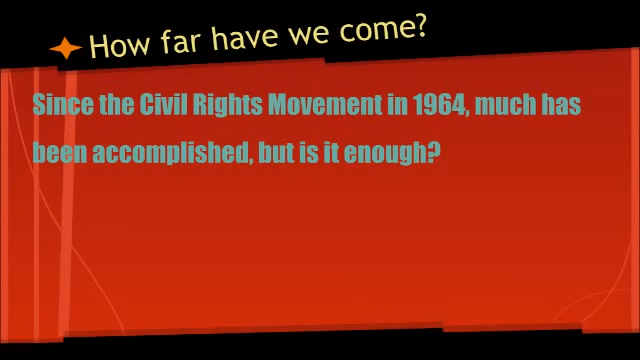 How far have we come?
Since the Civil Rights Movement in 1964, much has
been accomplished, but is it enough?